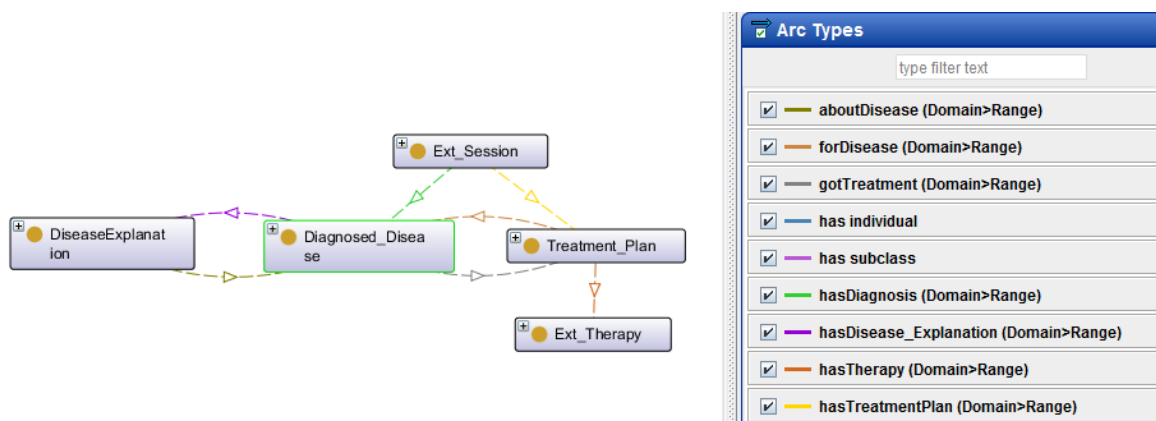 Ext_Session
DiseaseExplanat
ion
Diagnosed_Disea
se
Treatment_Plan
Ext_Therapy
Arc Types
type filter text
aboutDisease (Domain>Range)
forDisease (Domain>Range)
gotTreatment (Domain>Range)
has individual
has subclass
hasDiagnosis (Domain>Range)
hasDisease_Explanation (Domain>Range)
hasTherapy (Domain>Range)
hasTreatmentPlan (Domain>Range)